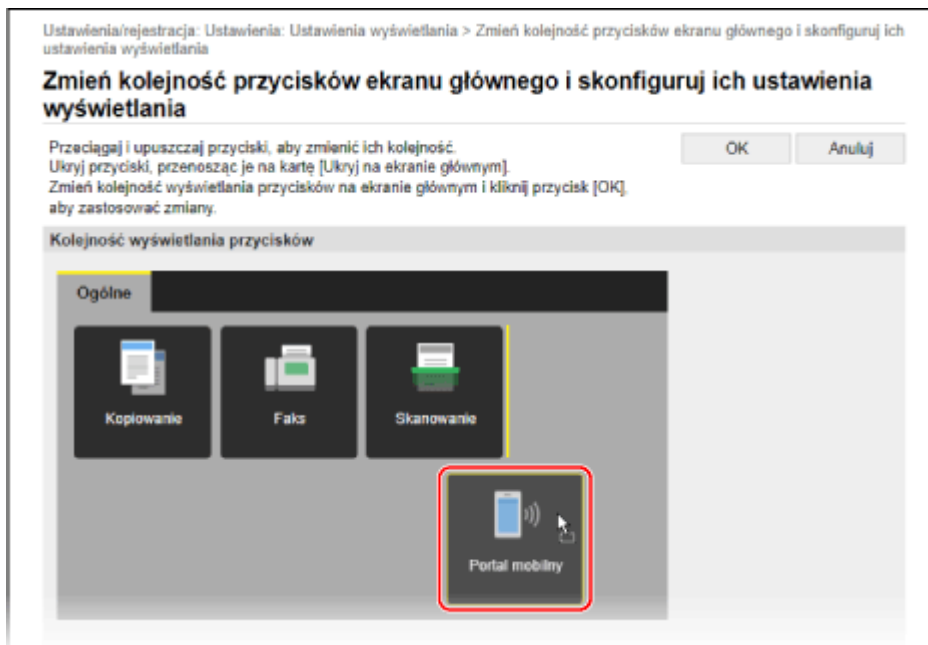 Ustawienia/rejestracja: Ustawienia: Ustawienia wyświetlania > Zmień kolejność przycisków ekranu głównego i skonfiguruj ich
ustawienia wyświetlania
Zmień kolejność przycisków ekranu głównego i skonfiguruj ich ustawienia
wyświetlania
Przeciągaj i upuszczaj przyciski, aby zmienić ich kolejność.
OK
Anuluj
Ukryj przyciski, przenosząc je na kartę [Ukryj na ekranie głównym].
Zmień kolejność wyświetlania przycisków na ekranie głównym i kliknij przycisk [OK],
aby zastosować zmiany.
Kolejność wyświetlania przycisków
Ogólne
Kopiowanie
Faks
Skanowanie
Portal mobilny